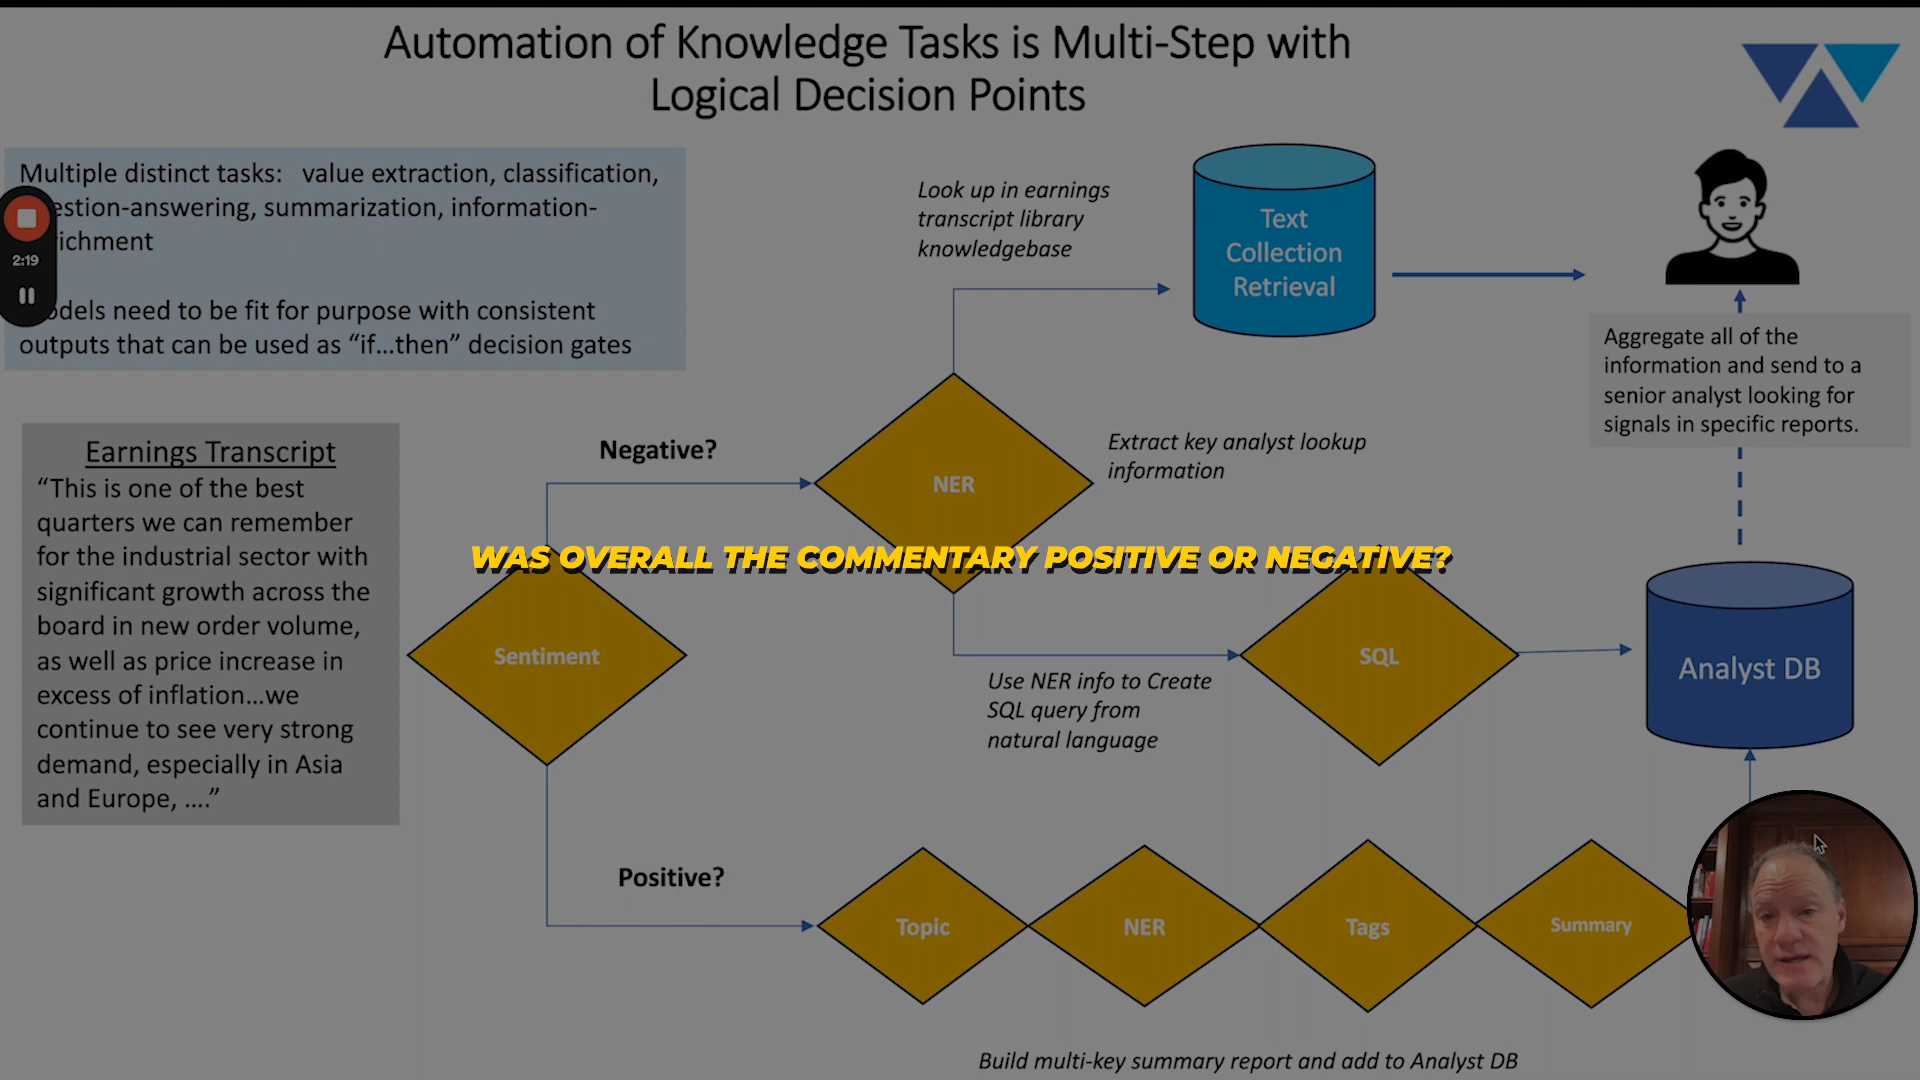 Automation of Knowledge Tasks is Multi-Step with
Logical Decision Points
Multiple distinct tasks: value extraction, classification,
estion-answering, summarization, information-
ichment
2:19
dels need to be fit for purpose with consistent
outputs that can be used as “if...then” decision gates
Look up in earnings
transcript library
knowledgebase
Text
Collection
Retrieval
Aggregate all of the
information and send to a
senior analyst looking for
signals in specific reports.
Earnings Transcript
“This is one of the best
quarters we can remember
for the industrial sector with
significant growth across the
board in new order volume,
as well as price increase in
excess of inflation...we
continue to see very strong
demand, especially in Asia
and Europe, ....”
Negative?
NER
Extract key analyst lookup
information
WAS OVERALL THE COMMENTARY POSITIVE OR NEGATIVE?
Sentiment
SQL
Analyst DB
Use NER info to Create
SQL query from
natural language
Positive?
Topic
NER
Tags
Summary
Build multi-key summary report and add to Analyst DB